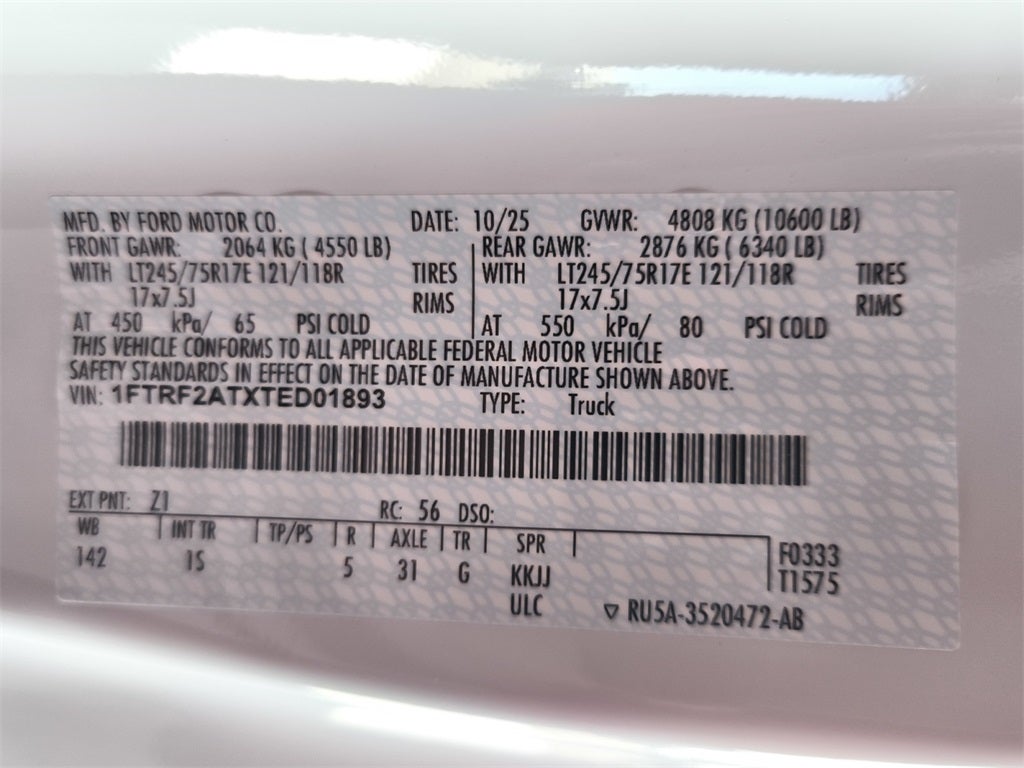 MFD. BY FORD MOTOR CO. DATE: 10/25 GVWR: 4808 KG (10600 LB)
FRONT GAWR: 2064 KG ( 4550 LB) REAR GAWR: 2876 KG ( 6340 LB)
WITH LT245/75R17E 121/118R TIRES WITH LT245/75R17E 121/118R TIRES
17x7.5J RIMS 17x7.5J RIMS
AT 450 kPa/ 65 PSI COLD AT 550 kPa/ 80 PSI COLD
THIS VEHICLE CONFORMS TO ALL APPLICABLE FEDERAL MOTOR VEHICLE
SAFETY STANDARDS IN EFFECT ON THE DATE OF MANUFACTURE SHOWN ABOVE.
VIN: 1FTRF2ATXTED01893 TYPE: Truck
EXT PNT: Z1 RC: 56 DSO:
WB INT TR TP/PS R AXLE TR SPR F0333
142 IS 5 31 G KKJJ T1575
ULC RU5A-3520472-AB